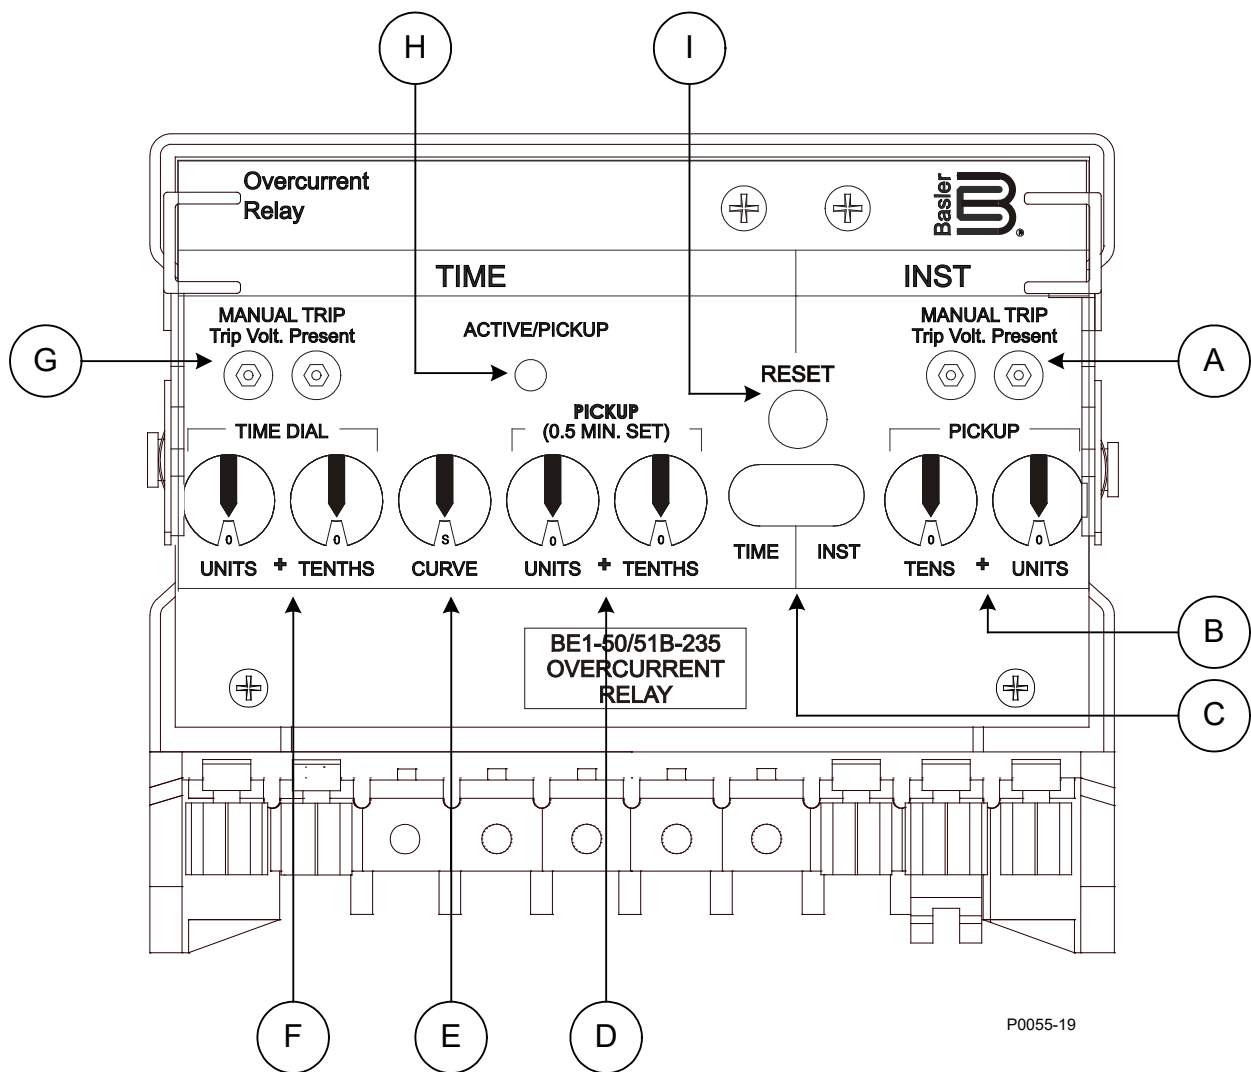 H I
Overcurrent
Relay
Basler
B
®
TIME INST
MANUAL TRIP
Trip Volt. Present
ACTIVE/PICKUP
MANUAL TRIP
Trip Volt. Present
G
A
RESET
TIME DIAL
PICKUP
(0.5 MIN. SET)
PICKUP
0 0 S 0 0 0 0
UNITS + TENTHS CURVE UNITS + TENTHS TIME INST TENS + UNITS
B
BE1-50/51B-235
OVERCURRENT
RELAY
C
F E D
P0055-19